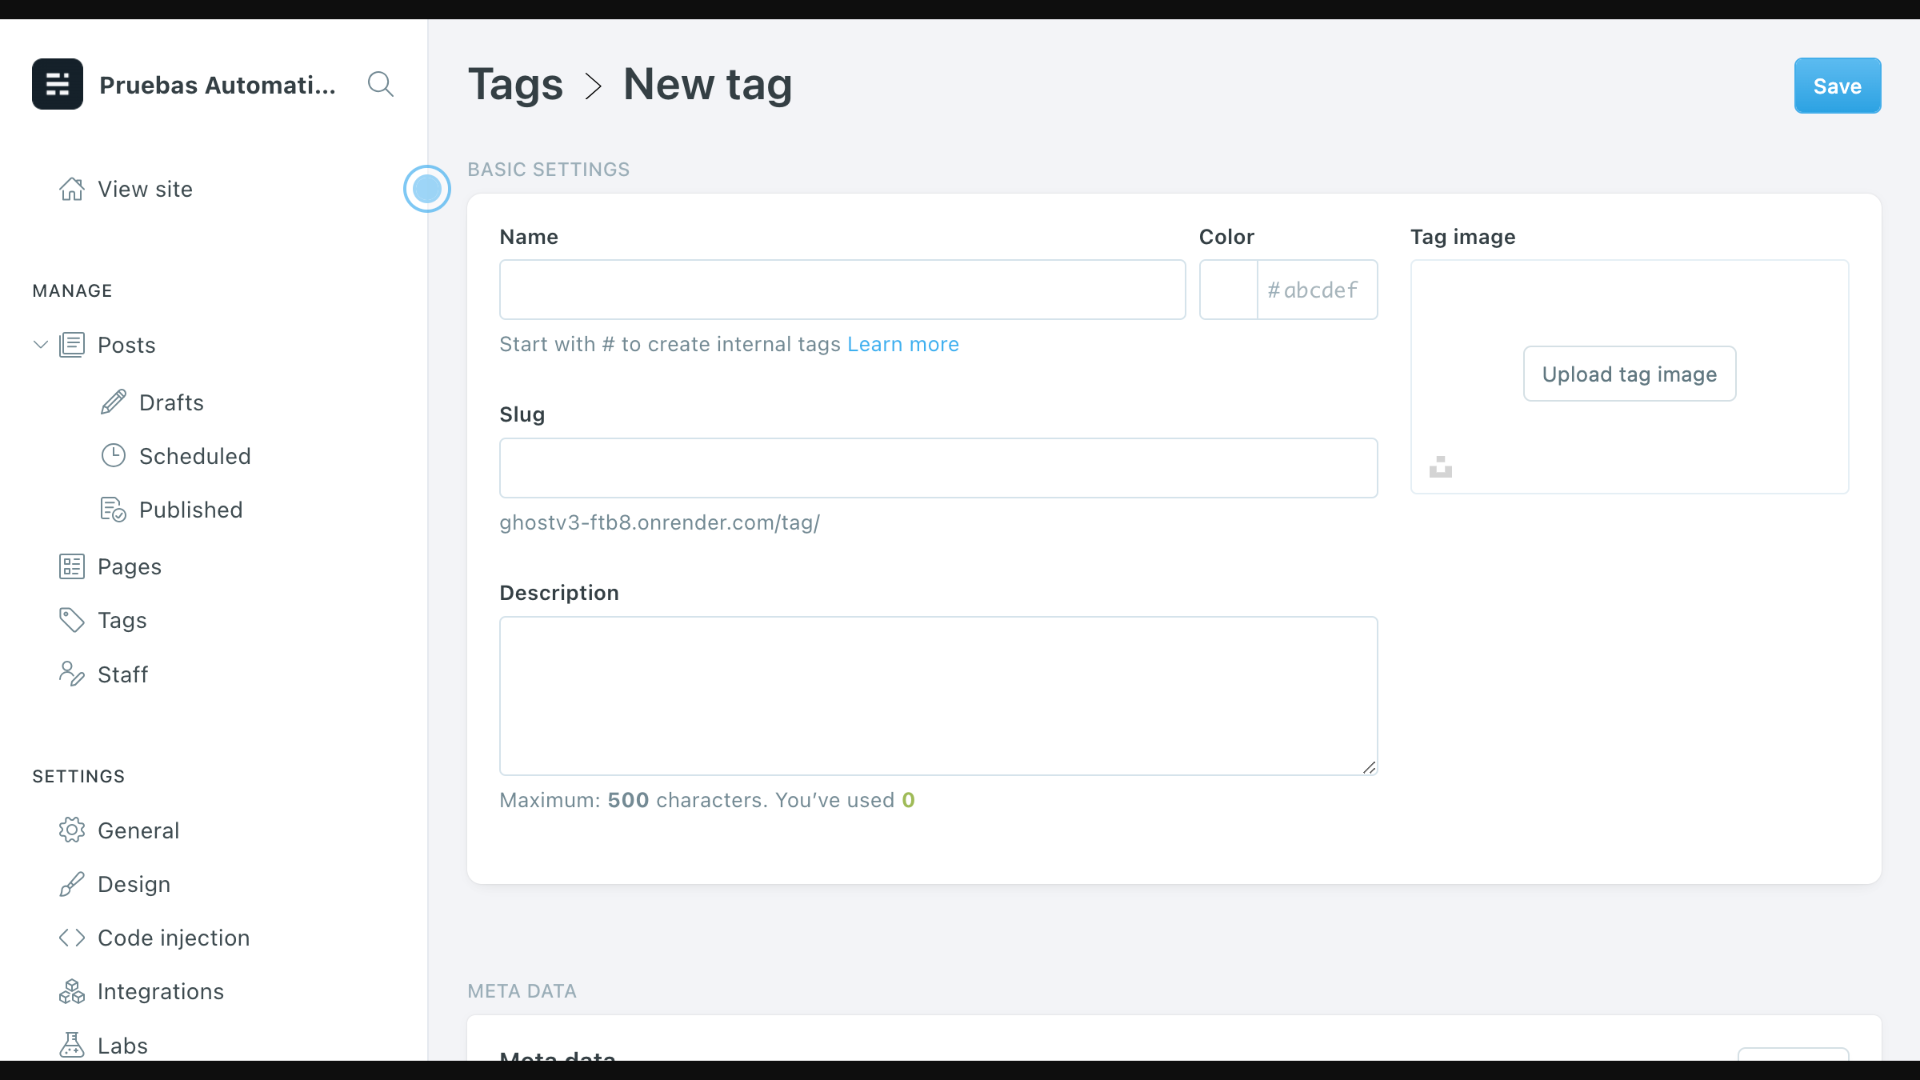 Pruebas Automati...
View site
MANAGE
Posts
Drafts
Scheduled
Published
Pages
Tags
Staff
SETTINGS
General
Design
Code injection
Integrations
Labs
Tags > New tag
Save
BASIC SETTINGS
Name
Color
Tag image
#abcdef
Start with # to create internal tags Learn more
Upload tag image
Slug
ghostv3-ftb8.onrender.com/tag/
Description
Maximum: 500 characters. You’ve used 0
META DATA
Meta data